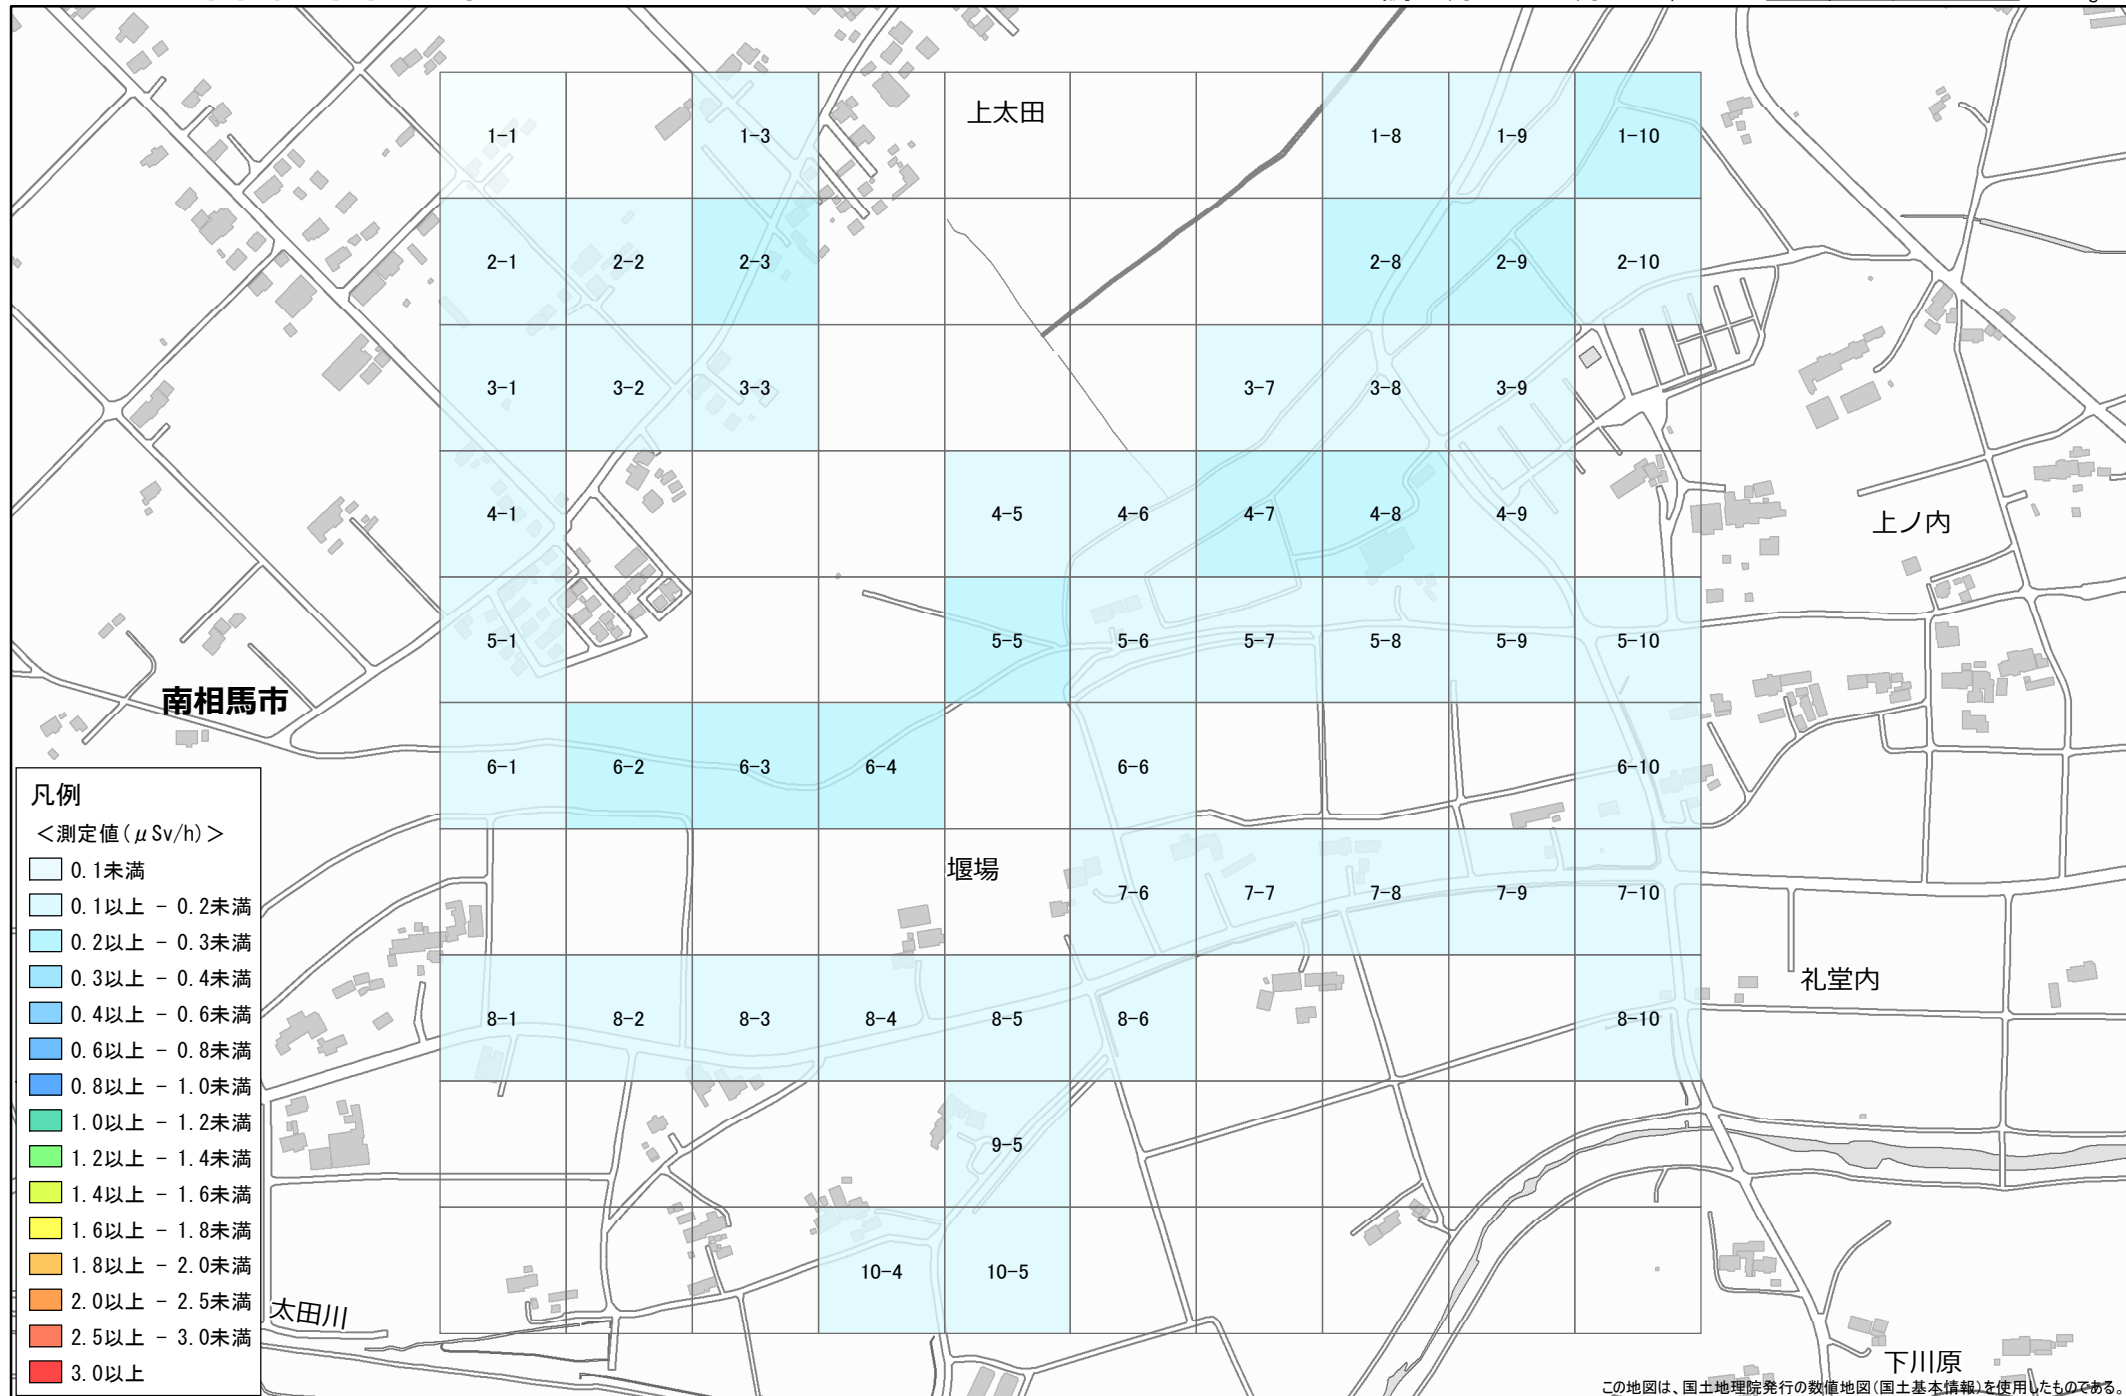 上太田
1-1
1-3
1-8
1-9
1-10
2-1
2-2
2-3
2-8
2-9
2-10
3-1
3-2
3-3
3-7
3-8
3-9
4-1
4-5
4-6
4-7
4-8
4-9
上ノ内
5-1
5-5
5-6
5-7
5-8
5-9
5-10
南相馬市
6-1
6-2
6-3
6-4
6-6
6-10
堰場
7-6
7-7
7-8
7-9
7-10
礼堂内
8-1
8-2
8-3
8-4
8-5
8-6
8-10
9-5
10-4
10-5
凡例
＜測定値(μSv/h)＞
0.1未満
0.1以上 - 0.2未満
0.2以上 - 0.3未満
0.3以上 - 0.4未満
0.4以上 - 0.6未満
0.6以上 - 0.8未満
0.8以上 - 1.0未満
1.0以上 - 1.2未満
1.2以上 - 1.4未満
1.4以上 - 1.6未満
1.6以上 - 1.8未満
1.8以上 - 2.0未満
2.0以上 - 2.5未満
2.5以上 - 3.0未満
3.0以上
太田川
下川原
この地図は、国土地理院発行の数値地図(国土基本情報)を使用したものである。